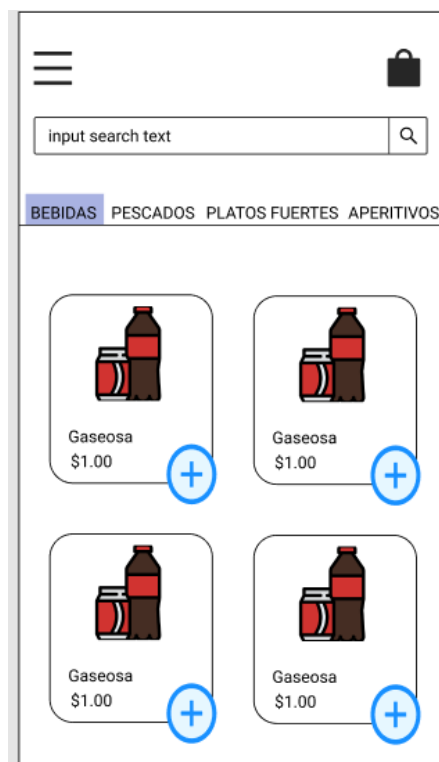 input search text
BEBIDAS PESCADOS PLATOS FUERTES APERITIVOS
Gaseosa Gaseosa
$1.00 $1.00
Gaseosa Gaseosa
$1.00 $1.00